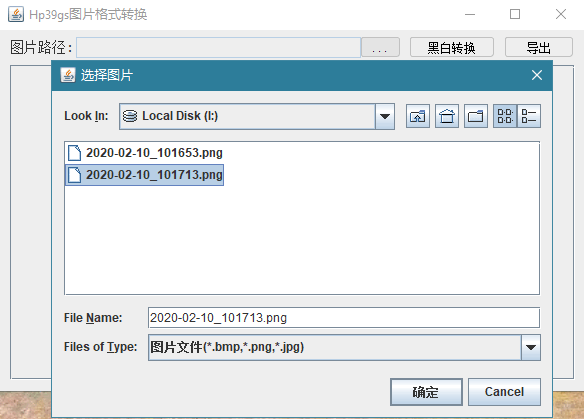 Hp39gs图片格式转换
图片路径: ... 黑白转换 导出
选择图片
Look In: Local Disk (I:)
2020-02-10_101653.png
2020-02-10_101713.png
File Name: 2020-02-10_101713.png
Files of Type: 图片文件(*.bmp,*.png,*.jpg)
确定 Cancel